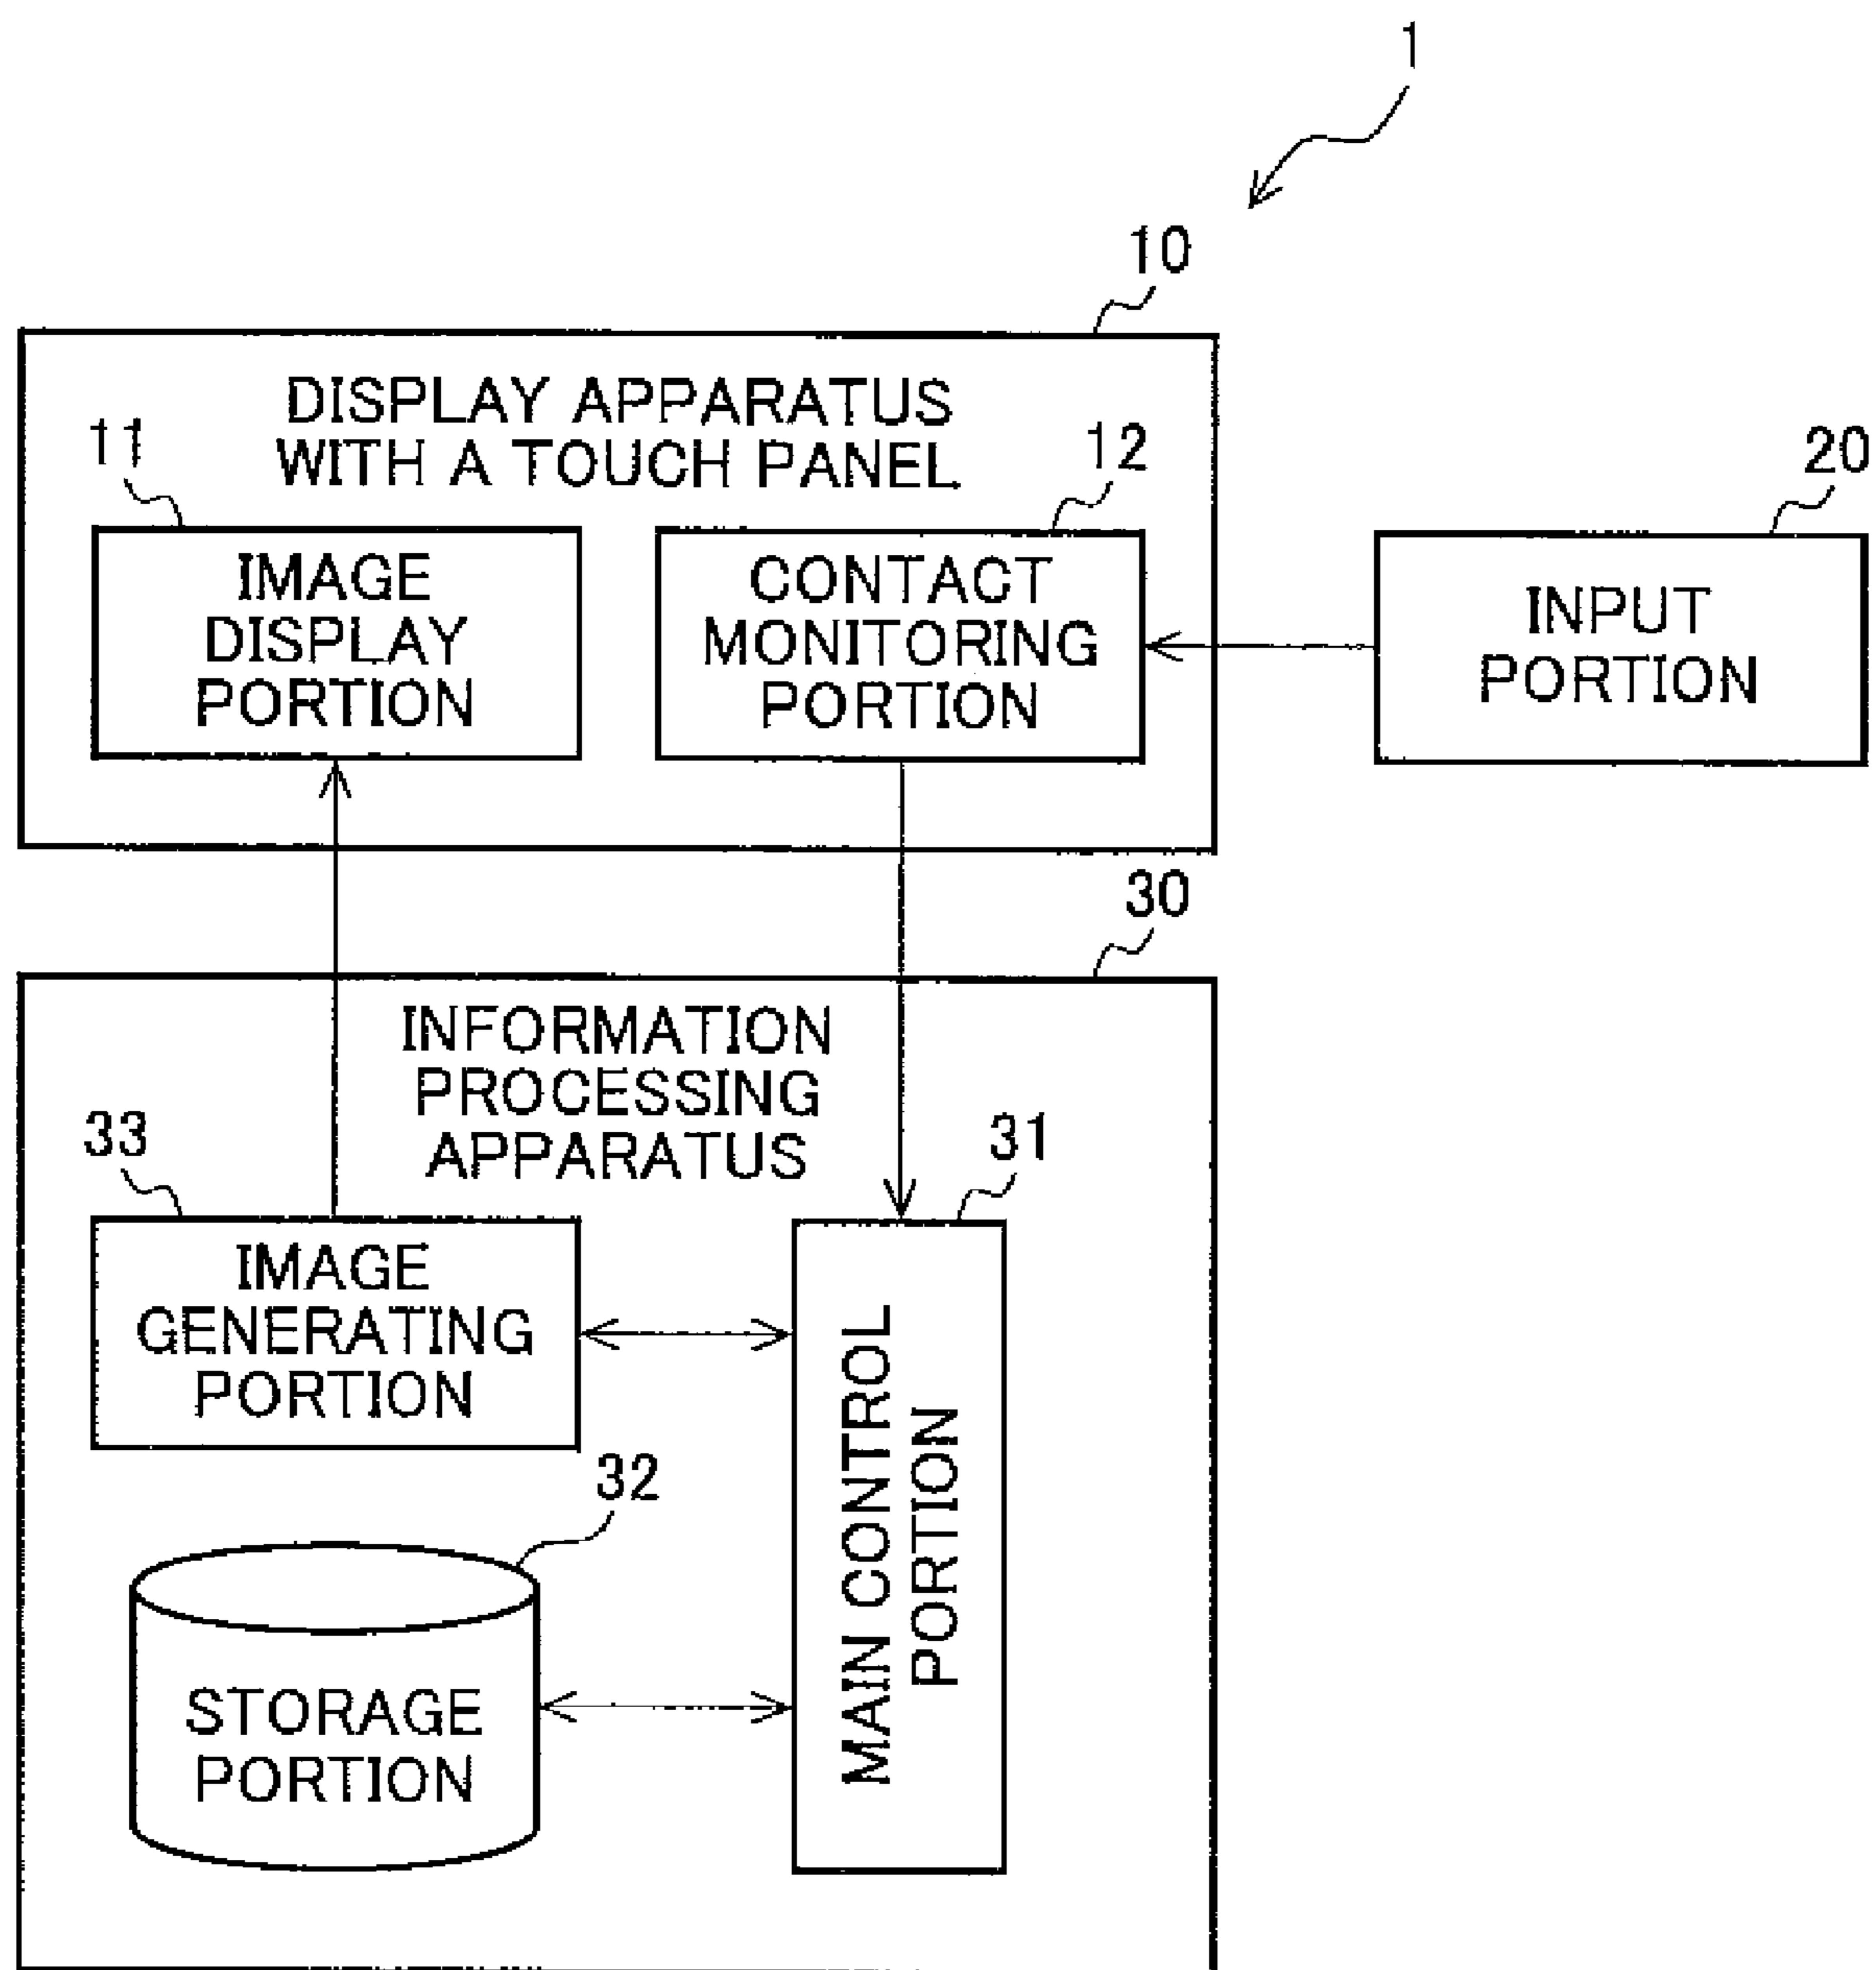 1
10
DISPLAY APPARATUS
WITH A TOUCH PANEL
11
12
20
IMAGE
DISPLAY
PORTION
CONTACT
MONITORING
PORTION
INPUT
PORTION
30
INFORMATION
PROCESSING
APPARATUS
33
31
IMAGE
GENERATING
PORTION
MAIN CONTROL
PORTION
32
STORAGE
PORTION